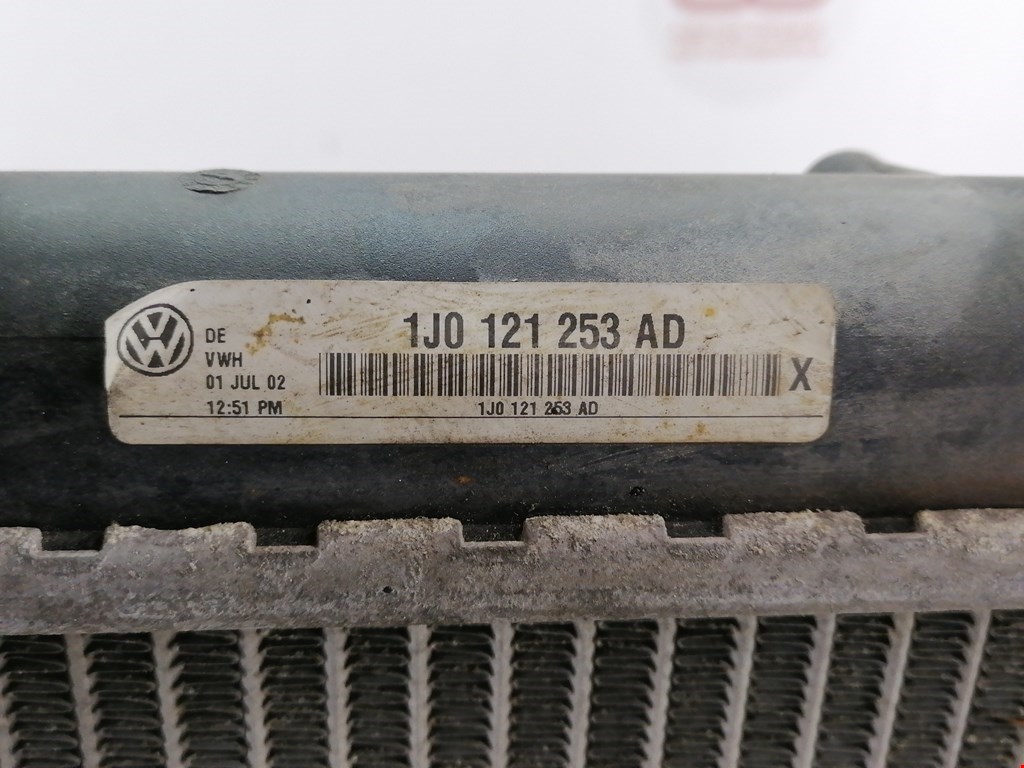 DE
VWH
01 JUL 02
12:51 PM
1J0 121 253 AD
X
1J0 121 253 AD